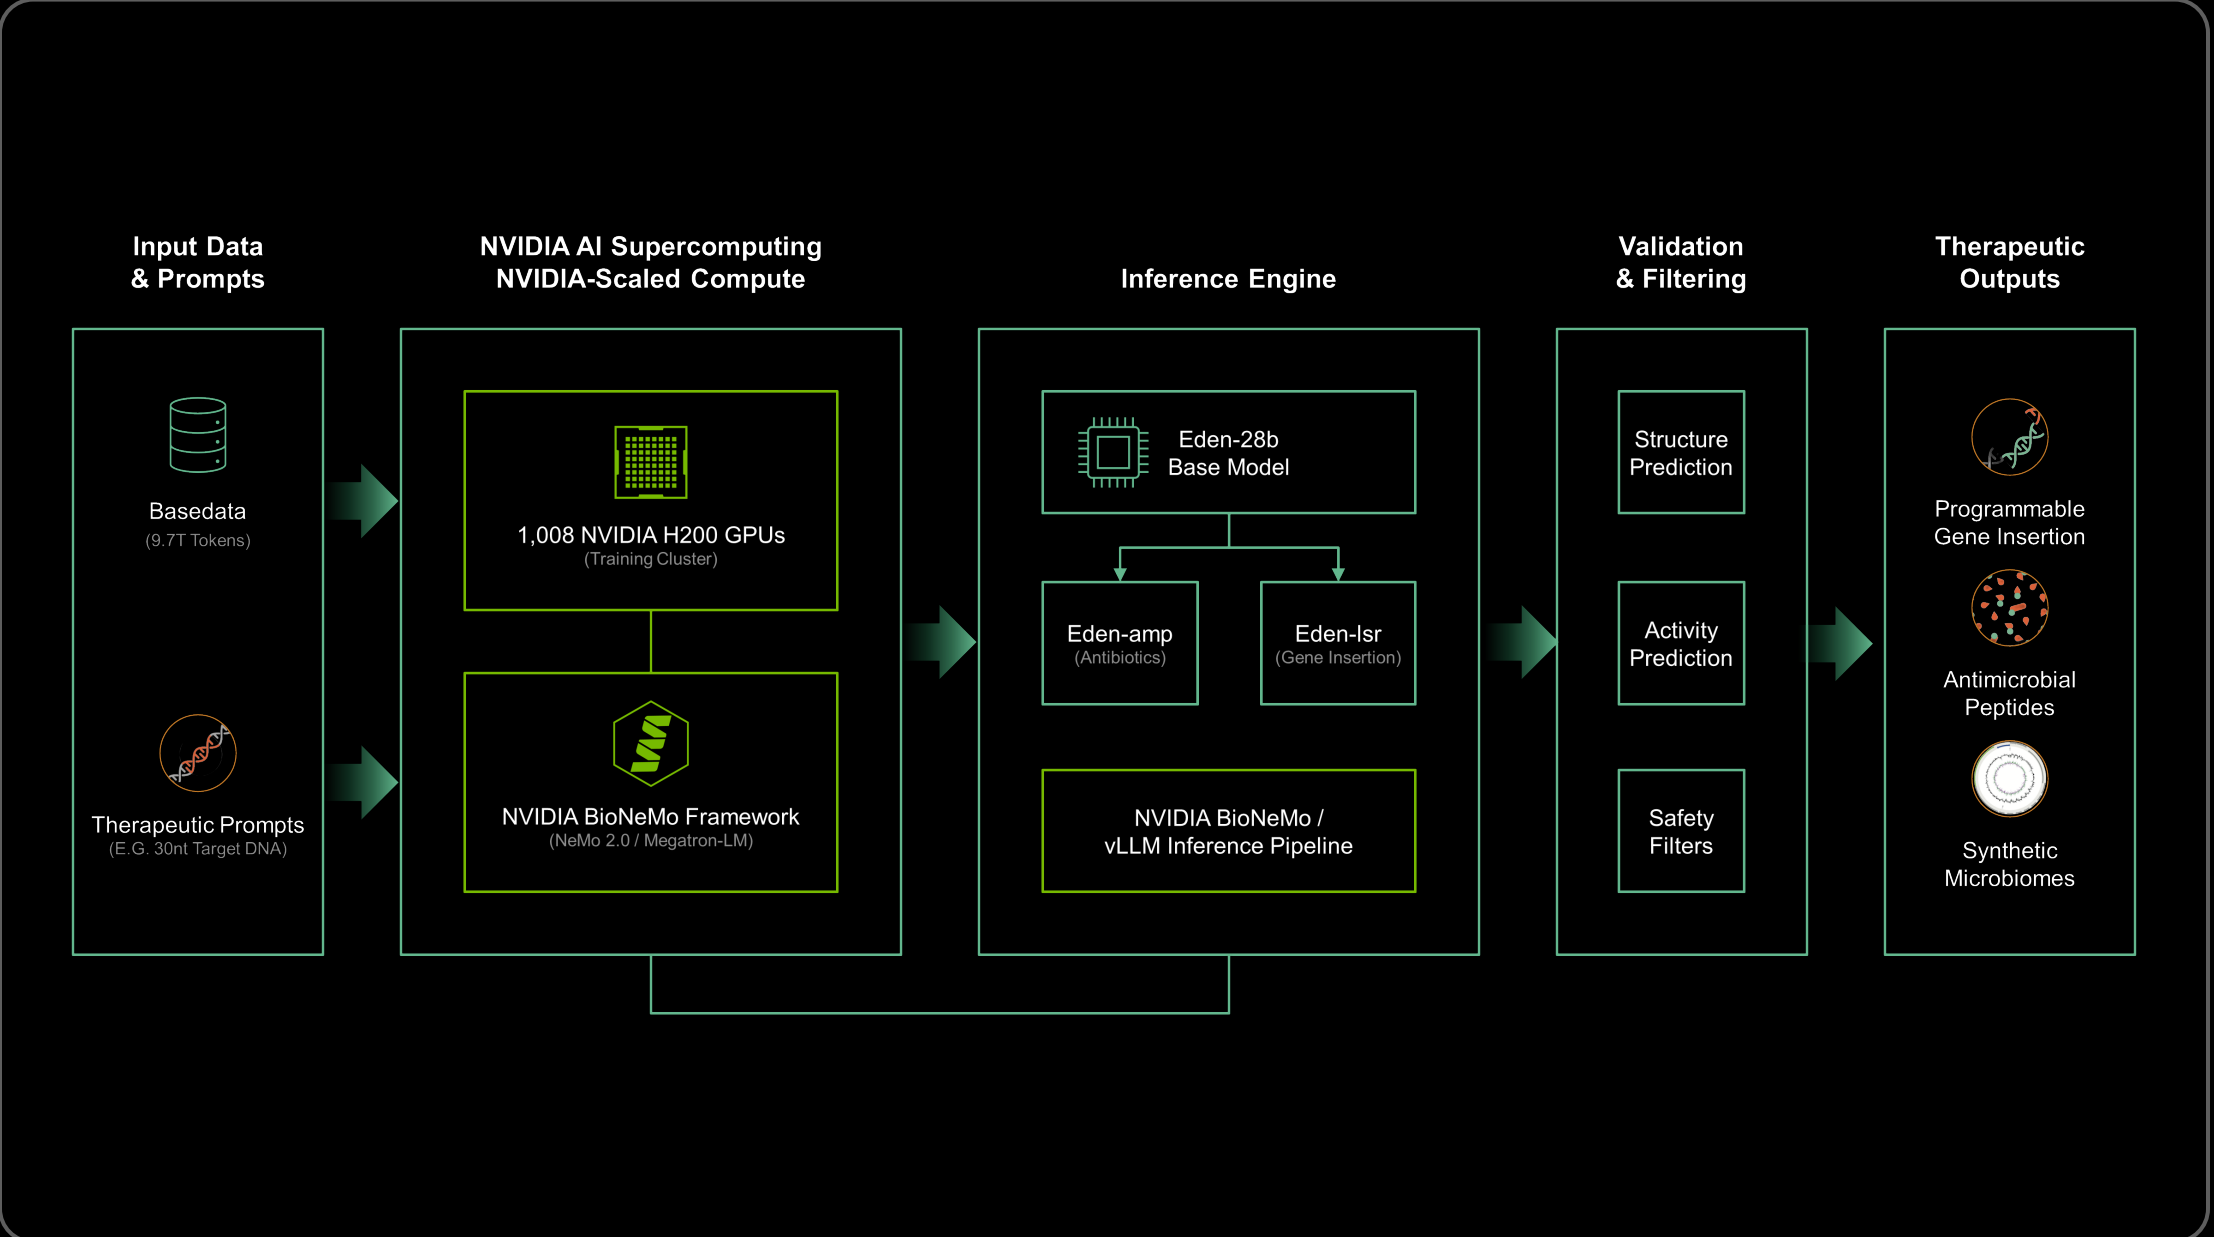 Input Data
& Prompts
Basedata
(9.7T Tokens)
Therapeutic Prompts
(E.G. 30nt Target DNA)
NVIDIA AI Supercomputing
NVIDIA-Scaled Compute
1,008 NVIDIA H200 GPUs
(Training Cluster)
NVIDIA BioNeMo Framework
(NeMo 2.0 / Megatron-LM)
Inference Engine
Eden-28b
Base Model
Eden-amp
(Antibiotics)
Eden-lsr
(Gene Insertion)
NVIDIA BioNeMo /
vLLM Inference Pipeline
Validation
& Filtering
Structure
Prediction
Activity
Prediction
Safety
Filters
Therapeutic
Outputs
Programmable
Gene Insertion
Antimicrobial
Peptides
Synthetic
Microbiomes